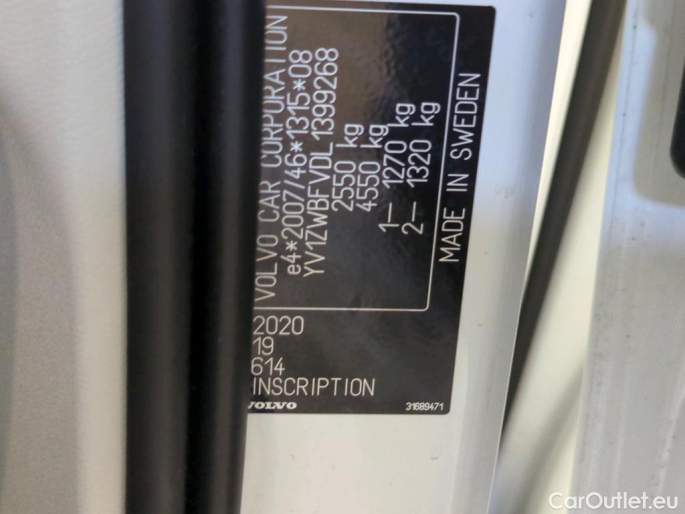 VOLVO CAR CORPORATION
e4*2007/46*1315*08
YV1ZWBFVDL1399268
2550 kg
4550 kg
1– 1270 kg
2– 1320 kg
MADE IN SWEDEN
2020
19
614
INSCRIPTION
VOLVO
31689471
CarOutlet.eu